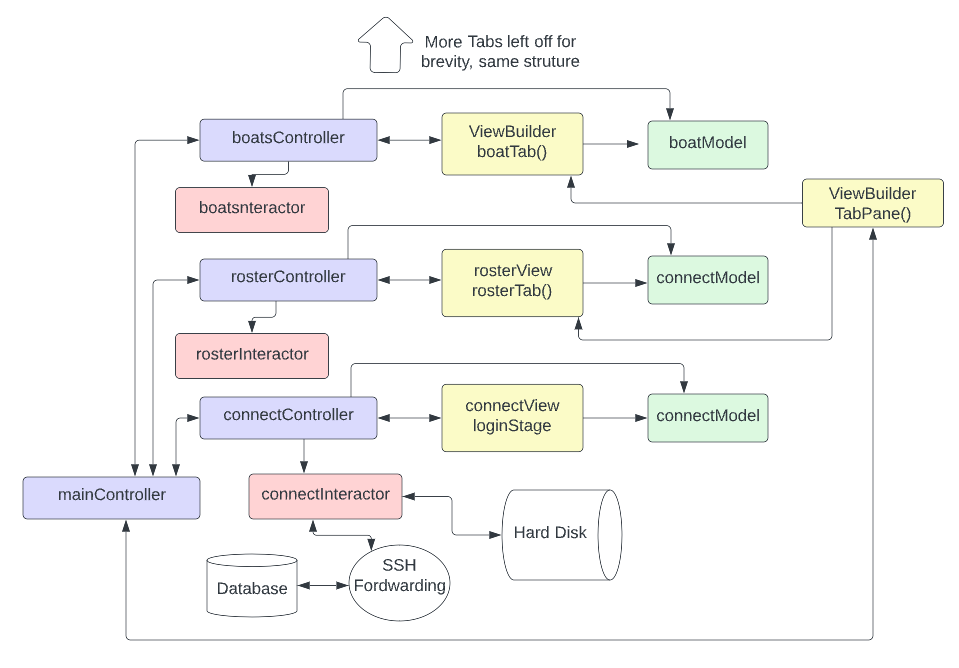 More Tabs left off for
brevity, same struture
boatsController
ViewBuilder
boatTab()
boatModel
boatsnteractor
ViewBuilder
TabPane()
rosterController
rosterView
rosterTab()
connectModel
rosterInteractor
connectController
connectView
loginStage
connectModel
mainController
connectInteractor
Hard Disk
SSH
Fordwarding
Database